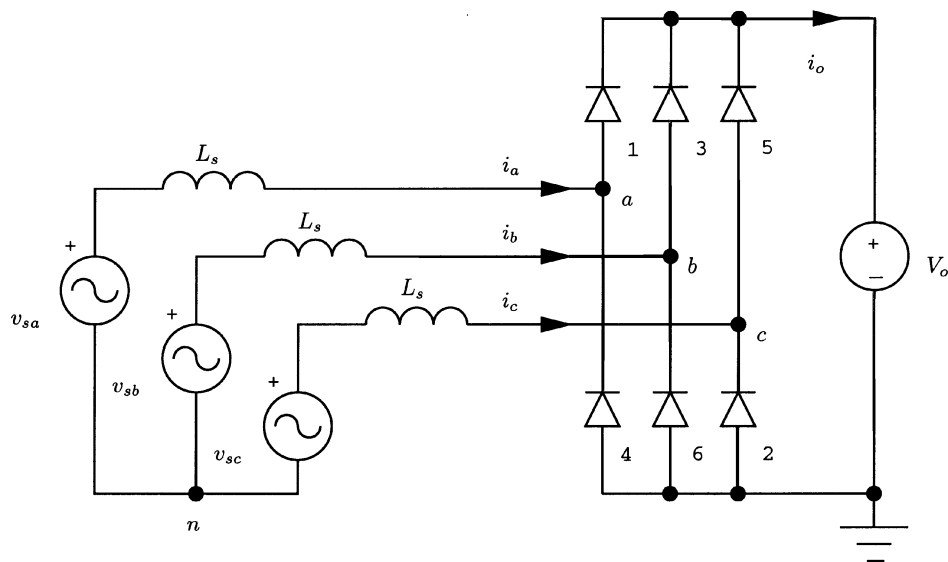 i_o
1
3
5
L_s
i_a
a
+
L_s
i_b
b
+
−
V_o
v_sa
+
L_s
i_c
c
v_sb
+
v_sc
4
6
2
n